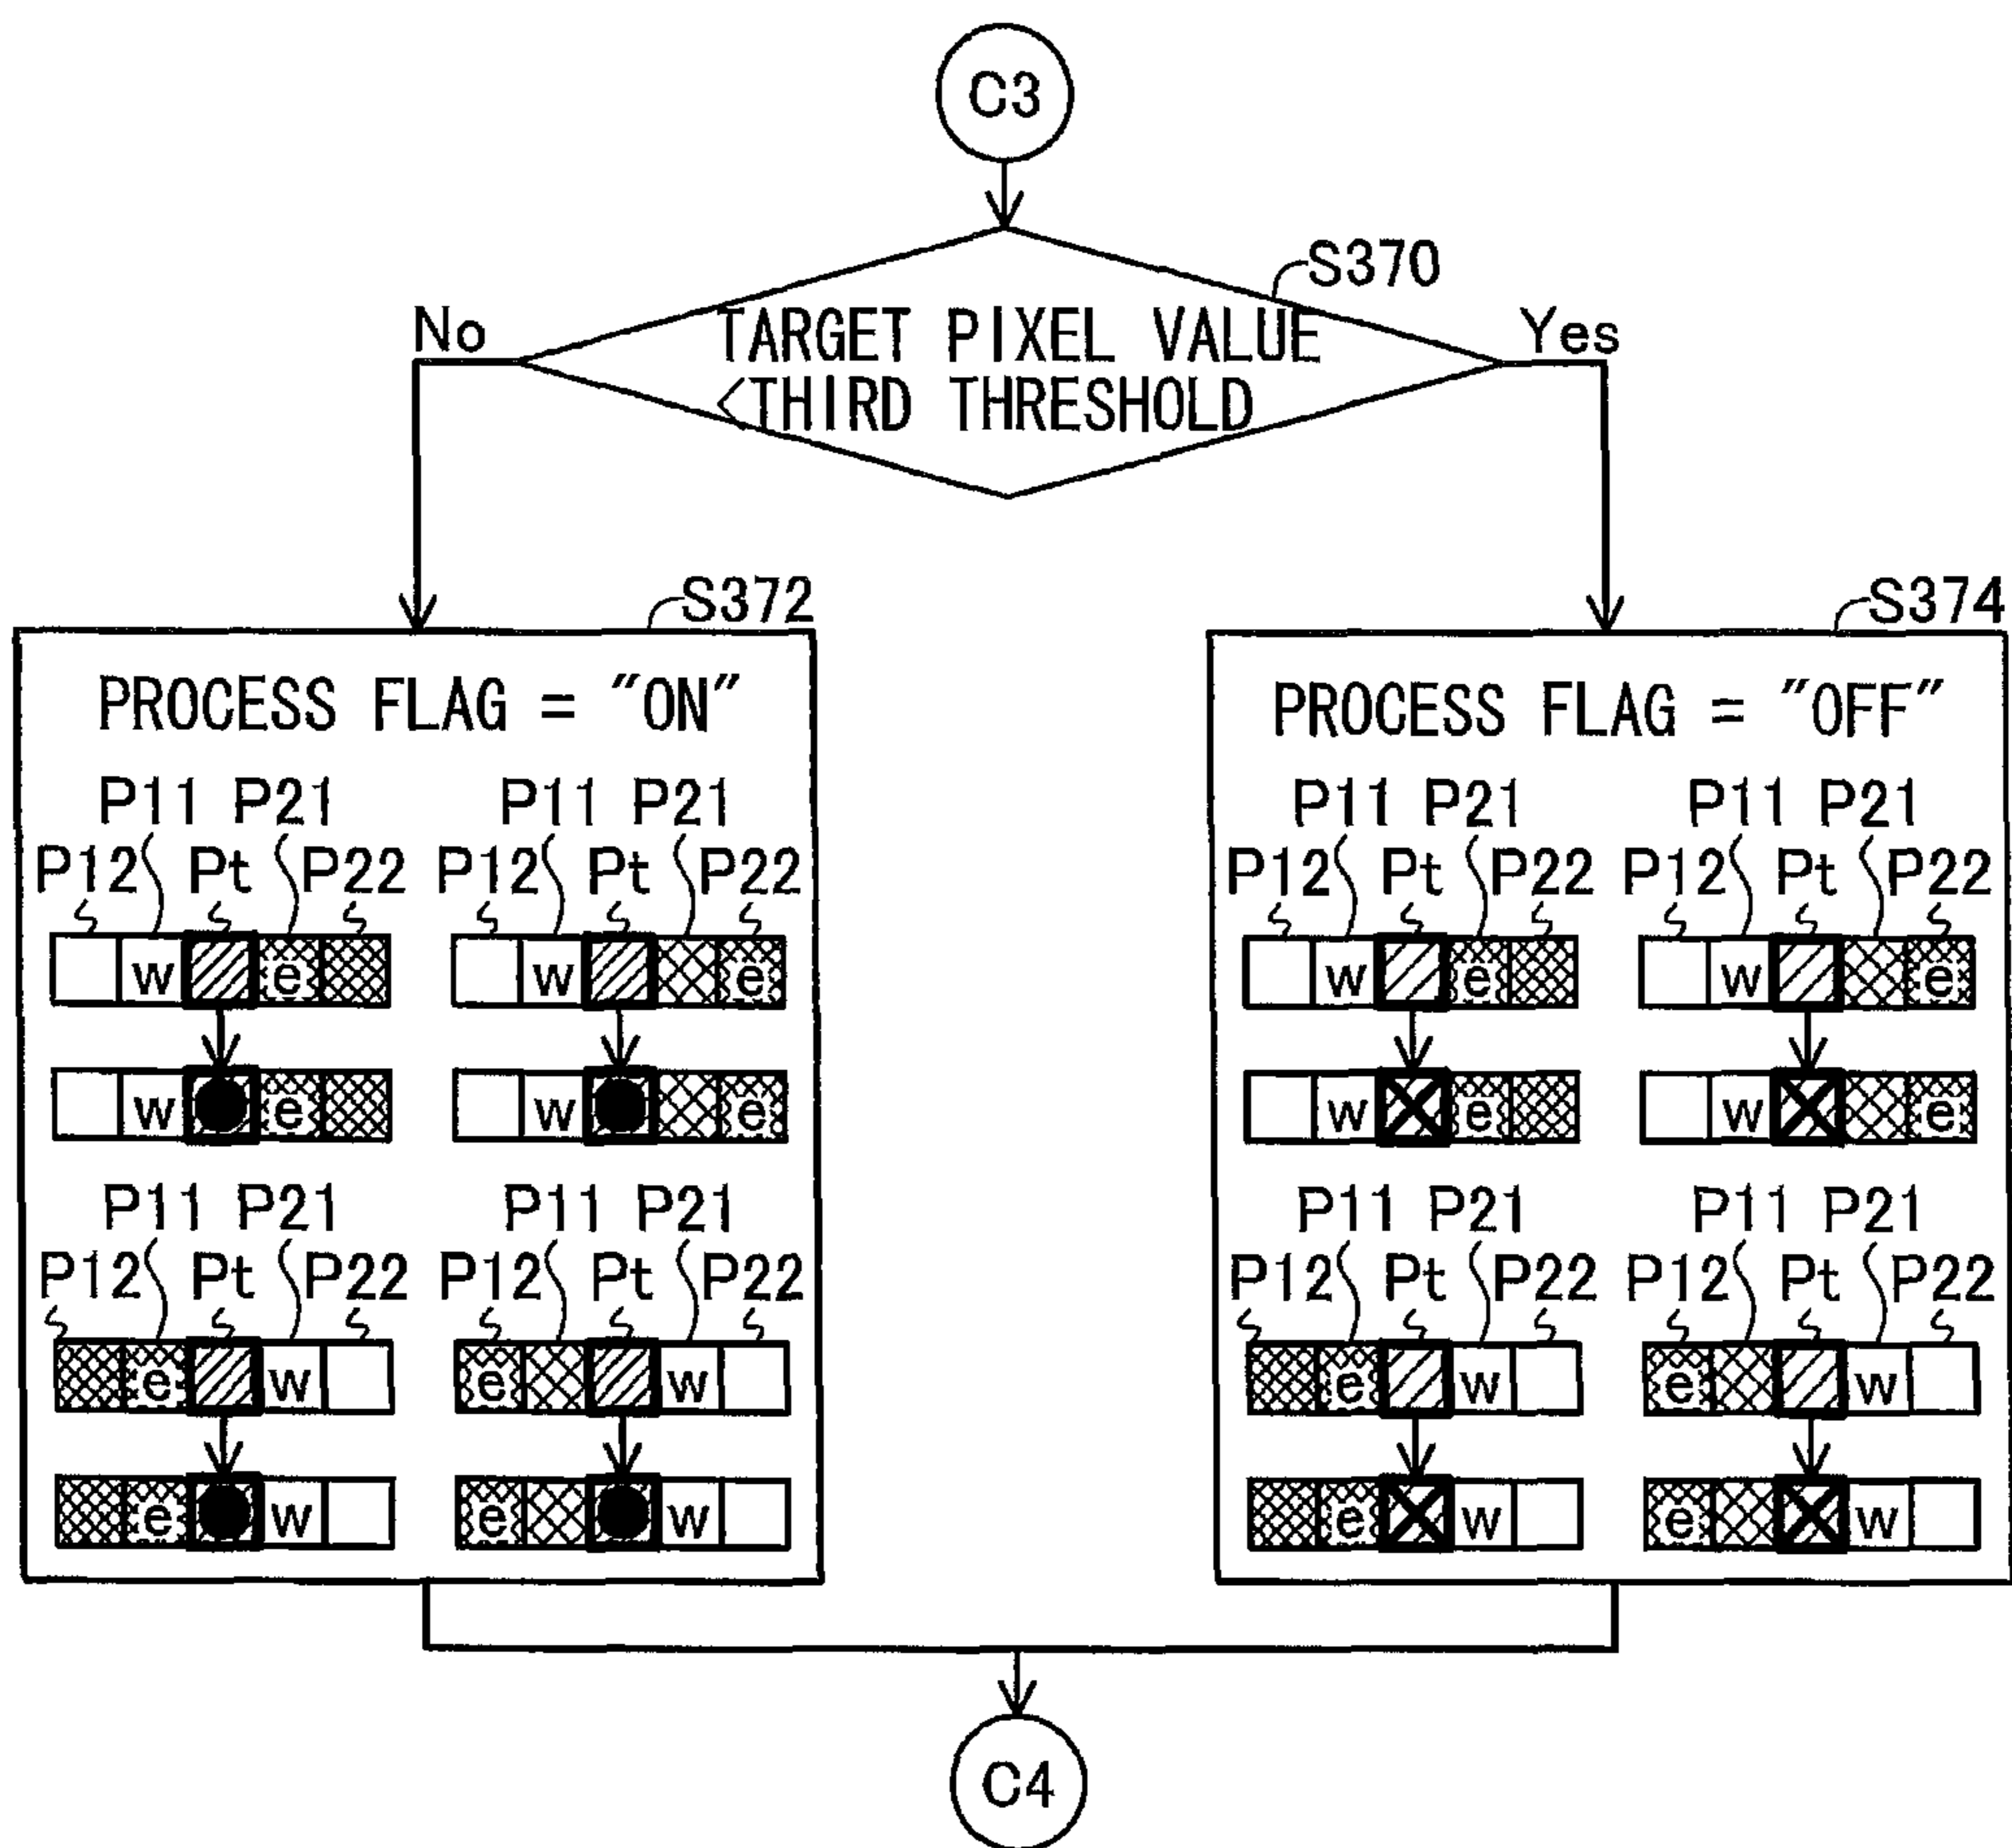 C3
S370
No
TARGET PIXEL VALUE
Yes
<THIRD THRESHOLD
S372
S374
PROCESS FLAG = "ON"
PROCESS FLAG = "OFF"
P11 P21 P11 P21
P11 P21 P11 P21
P12 Pt P22 P12 Pt P22
P12 Pt P22 P12 Pt P22
w e w e
w e w e
w e w e
w e w e
P11 P21 P11 P21
P11 P21 P11 P21
P12 Pt P22 P12 Pt P22
P12 Pt P22 P12 Pt P22
e w e w
e w e w
e w e w
e w e w
C4